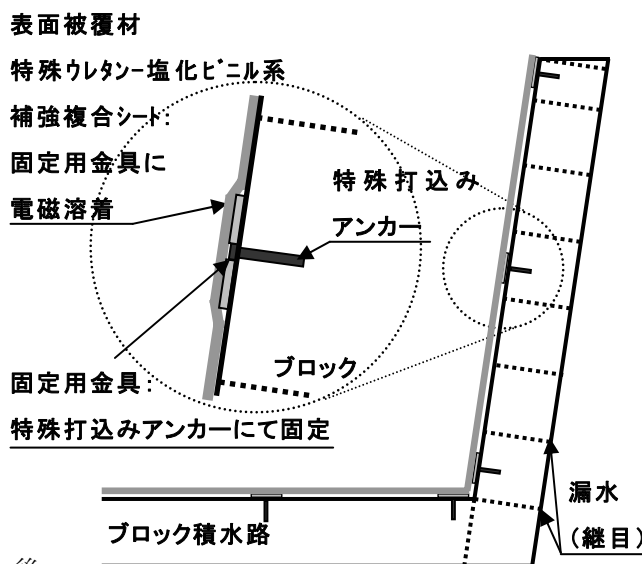 表面被覆材
特殊ウレタン-塩化ビニル系
補強複合シート:
固定用金具に
電磁溶着
特殊打込み
アンカー
ブロック
固定用金具:
特殊打込みアンカーにて固定
ブロック積水路
漏水
(継目)